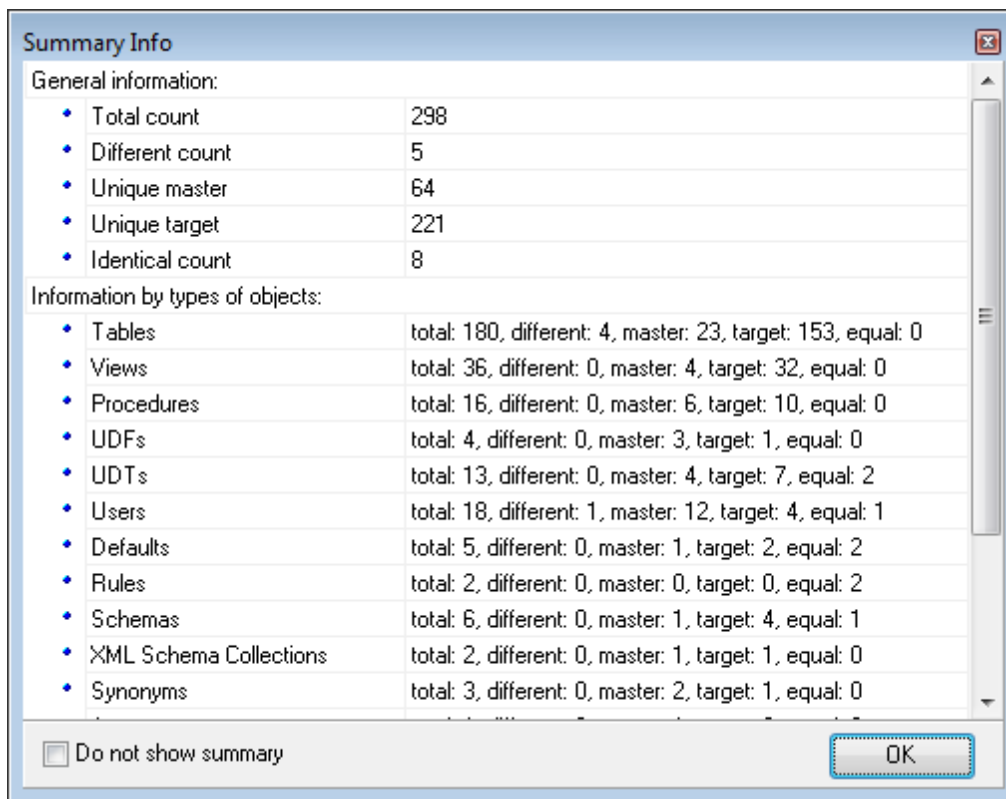 Summary Info
General information:
Total count 298
Different count 5
Unique master 64
Unique target 221
Identical count 8
Information by types of objects:
Tables total: 180, different: 4, master: 23, target: 153, equal: 0
Views total: 36, different: 0, master: 4, target: 32, equal: 0
Procedures total: 16, different: 0, master: 6, target: 10, equal: 0
UDFs total: 4, different: 0, master: 3, target: 1, equal: 0
UDTs total: 13, different: 0, master: 4, target: 7, equal: 2
Users total: 18, different: 1, master: 12, target: 4, equal: 1
Defaults total: 5, different: 0, master: 1, target: 2, equal: 2
Rules total: 2, different: 0, master: 0, target: 0, equal: 2
Schemas total: 6, different: 0, master: 1, target: 4, equal: 1
XML Schema Collections total: 2, different: 0, master: 1, target: 1, equal: 0
Synonyms total: 3, different: 0, master: 2, target: 1, equal: 0
Do not show summary OK